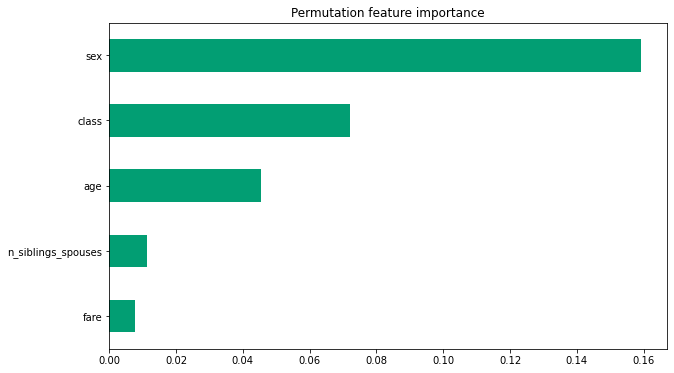 Permutation feature importance
sex
class
age
n_siblings_spouses
fare
0.00 0.02 0.04 0.06 0.08 0.10 0.12 0.14 0.16